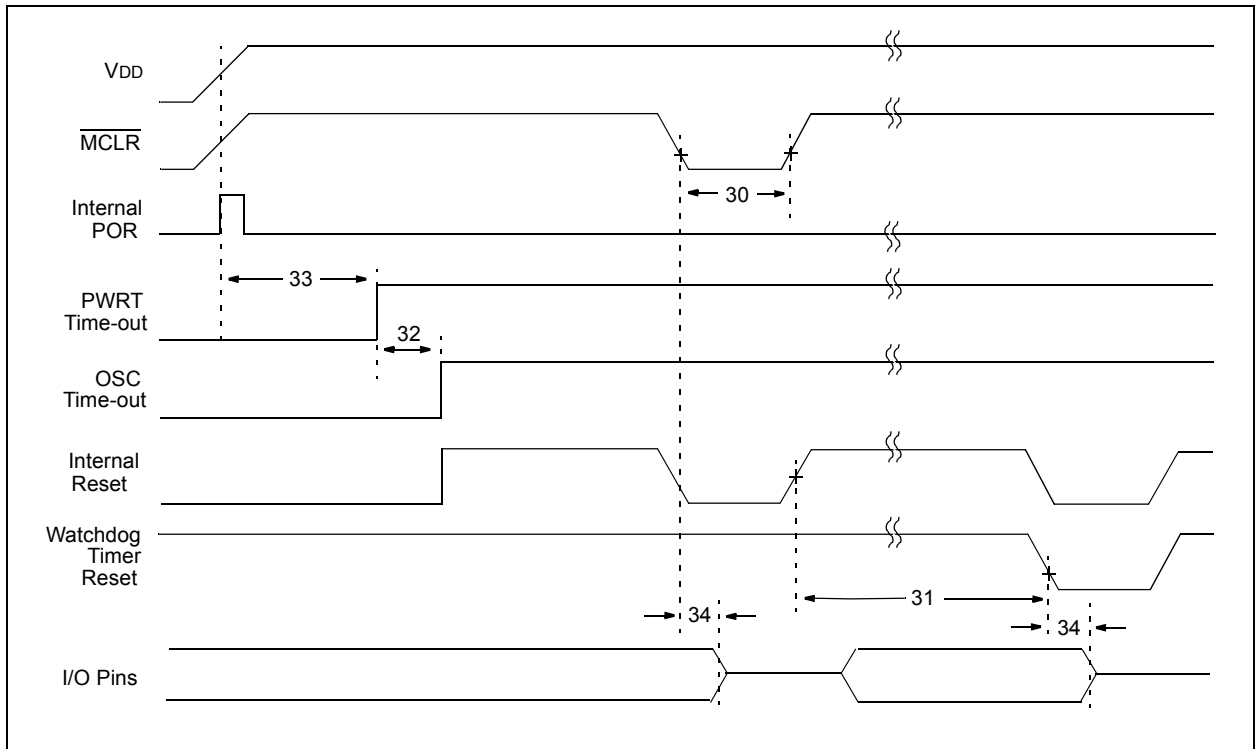 VDD
MCLR
30
Internal
POR
33
PWRT
Time-out
32
OSC
Time-out
Internal
Reset
Watchdog
Timer
Reset
31
34
34
I/O Pins